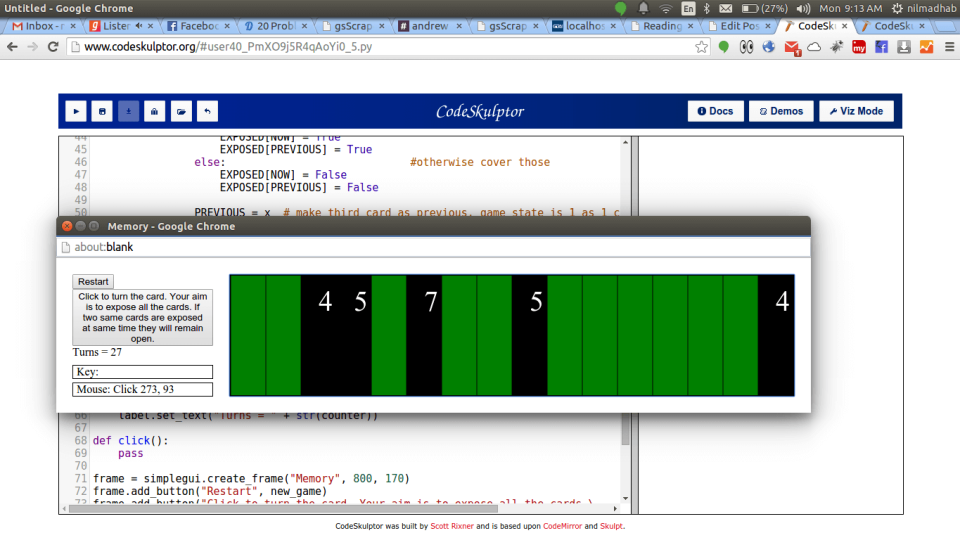 Untitled - Google Chrome
En (27%) Mon 9:13 AM nilmadhab
Inbox - n Listen Faceboo 20 Probl gsScrap andrew gsScrap localhos Reading Edit Pos CodeSku CodeSku
www.codeskulptor.org/#user40_PmXO9j5R4qAoYi0_5.py
CodeSkulptor
Docs Demos Viz Mode
44 EXPOSED[NOW] = True
45 EXPOSED[PREVIOUS] = True
46 else: #otherwise cover those
47 EXPOSED[NOW] = False
48 EXPOSED[PREVIOUS] = False
49
50 PREVIOUS = x # make third card as previous, game state is 1 as 1 c
Memory - Google Chrome
about:blank
Restart
Click to turn the card. Your aim
is to expose all the cards. If
two same cards are exposed
at same time they will remain
open.
Turns = 27
Key:
Mouse: Click 273, 93
4 5 7 5 4
66 label.set_text("Turns = " + str(counter))
67
68 def click():
69 pass
70
71 frame = simplegui.create_frame("Memory", 800, 170)
72 frame.add_button("Restart", new_game)
73 frame.add_button("Click to turn the card. Your aim is to expose all the cards.\
CodeSkulptor was built by Scott Rixner and is based upon CodeMirror and Skulpt.